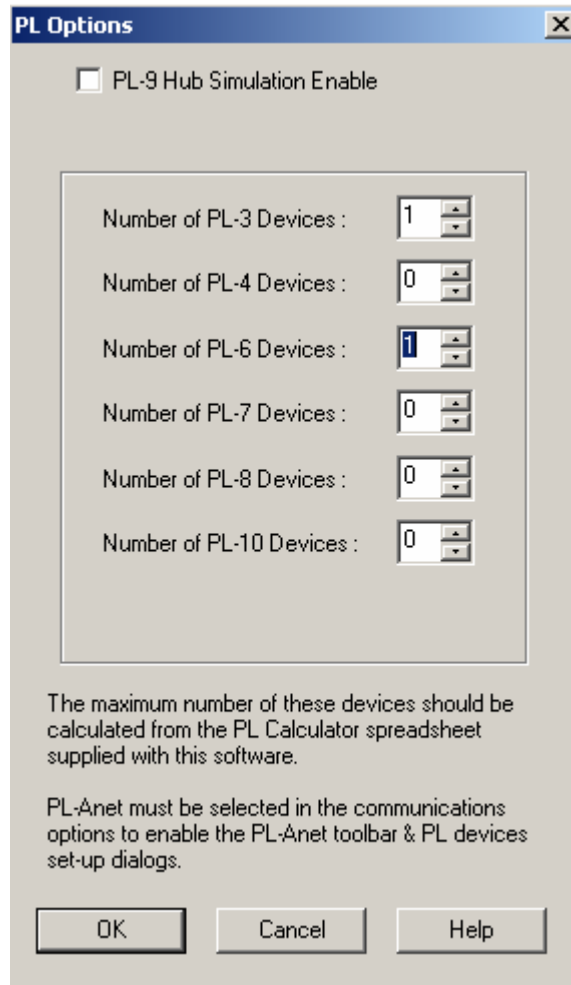 PL Options
PL-9 Hub Simulation Enable
Number of PL-3 Devices : 1
Number of PL-4 Devices : 0
Number of PL-6 Devices : 1
Number of PL-7 Devices : 0
Number of PL-8 Devices : 0
Number of PL-10 Devices : 0
The maximum number of these devices should be
calculated from the PL Calculator spreadsheet
supplied with this software.
PL-Anet must be selected in the communications
options to enable the PL-Anet toolbar & PL devices
set-up dialogs.
OK Cancel Help